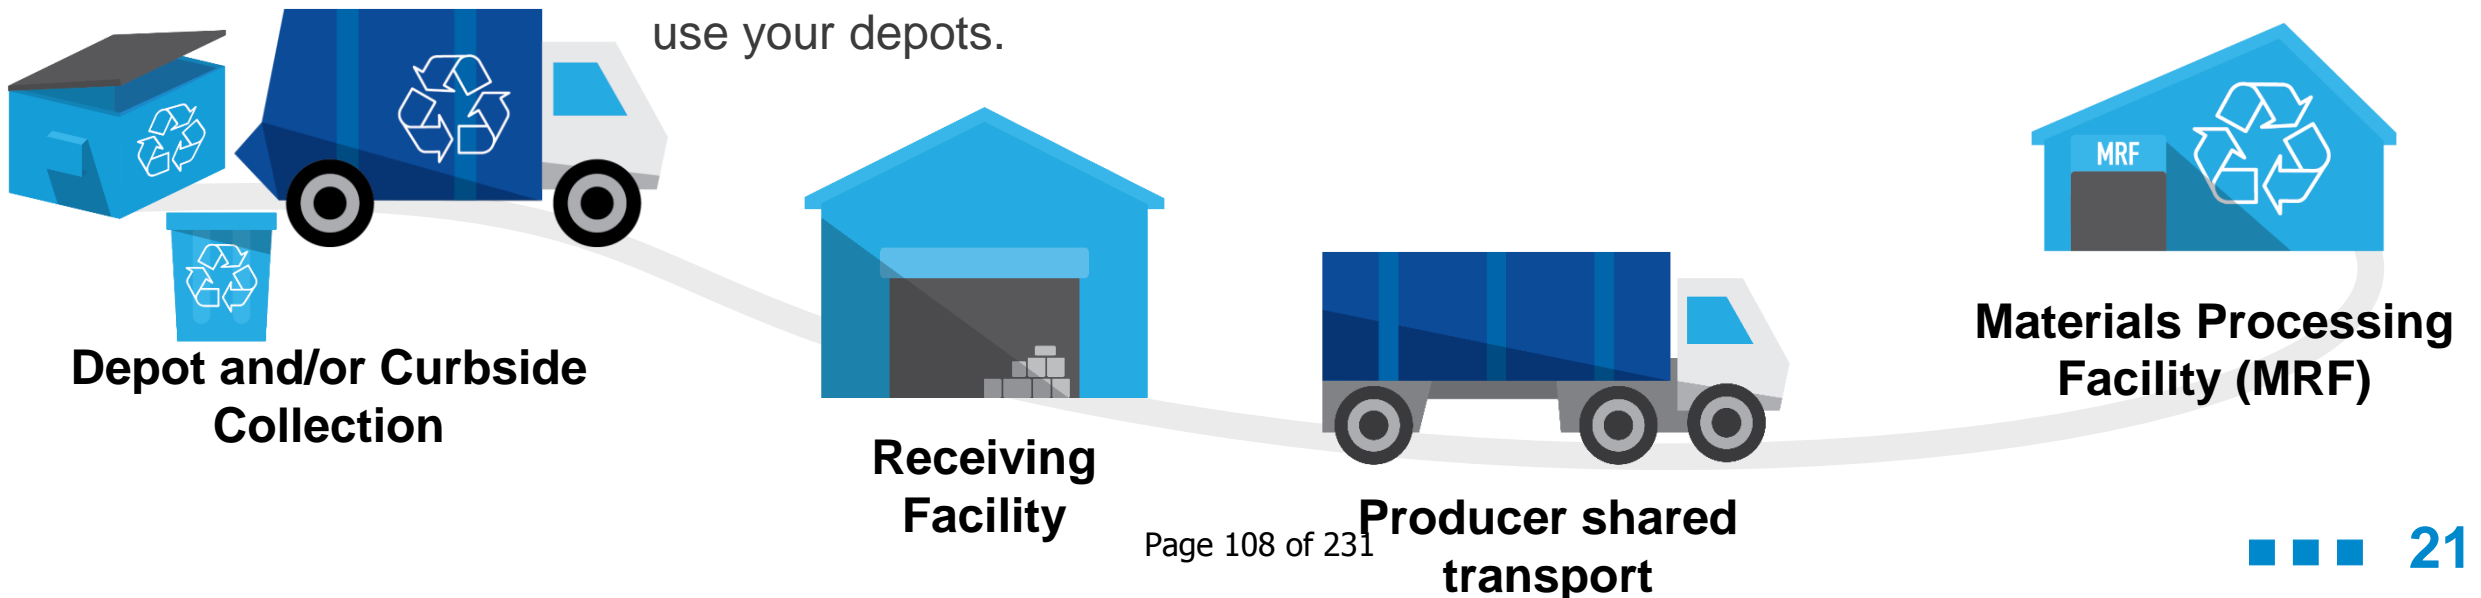 use your depots.
MRF
Depot and/or Curbside
Collection
Receiving
Facility
Producer shared
transport
Materials Processing
Facility (MRF)
Page 108 of 231
21